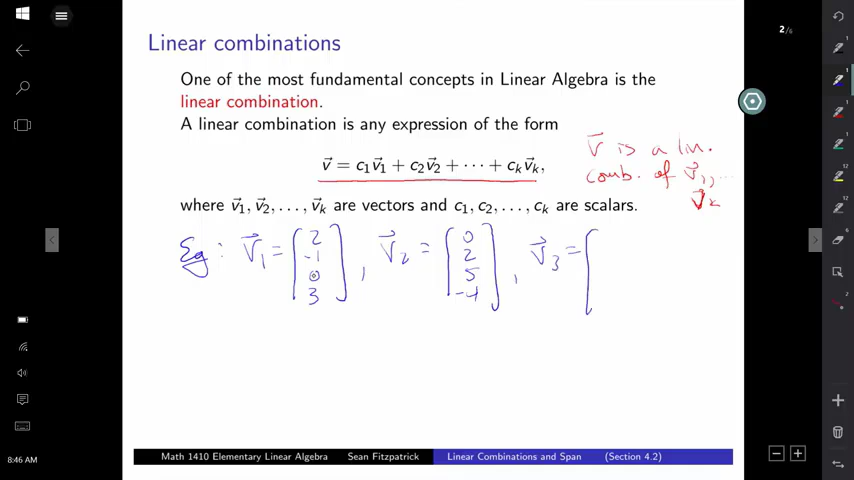 2/6
Linear combinations
One of the most fundamental concepts in Linear Algebra is the
linear combination.
A linear combination is any expression of the form
v⃗ = c₁v⃗₁ + c₂v⃗₂ + ··· + cₖv⃗ₖ,
v⃗ is a lin.
comb. of v⃗₁, ...
v⃗ₖ
where v⃗₁, v⃗₂, . . . , v⃗ₖ are vectors and c₁, c₂, . . . , cₖ are scalars.
Eg: v⃗₁ = [2 -1 0 3], v⃗₂ = [0 2 5 -4], v⃗₃ = [
8:46 AM
Math 1410 Elementary Linear Algebra Sean Fitzpatrick Linear Combinations and Span (Section 4.2)